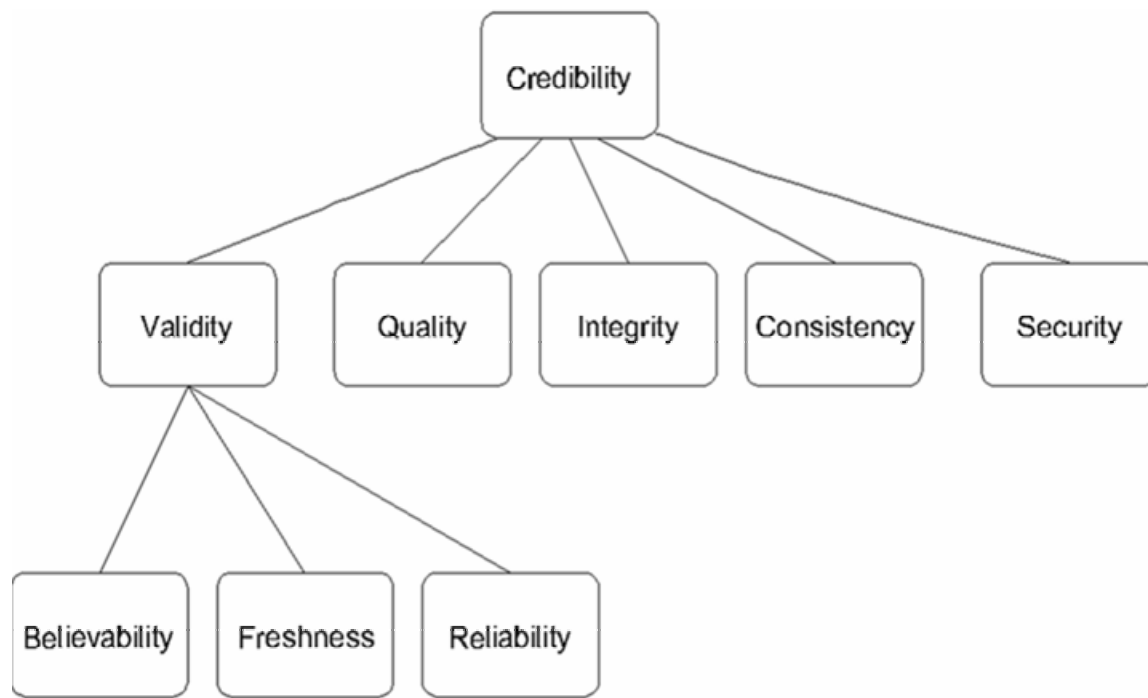 Credibility
Validity
Quality
Integrity
Consistency
Security
Believability
Freshness
Reliability